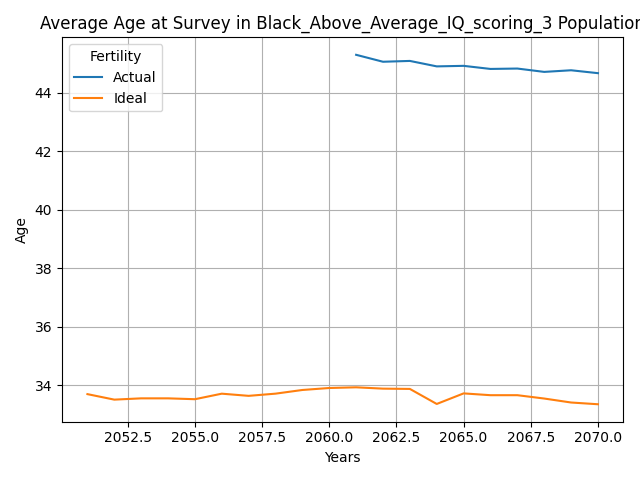 Average Age at Survey in Black_Above_Average_IQ_scoring_3 Population
Fertility
Actual
Ideal
44
42
40
38
36
34
Age
2052.5 2055.0 2057.5 2060.0 2062.5 2065.0 2067.5 2070.0
Years